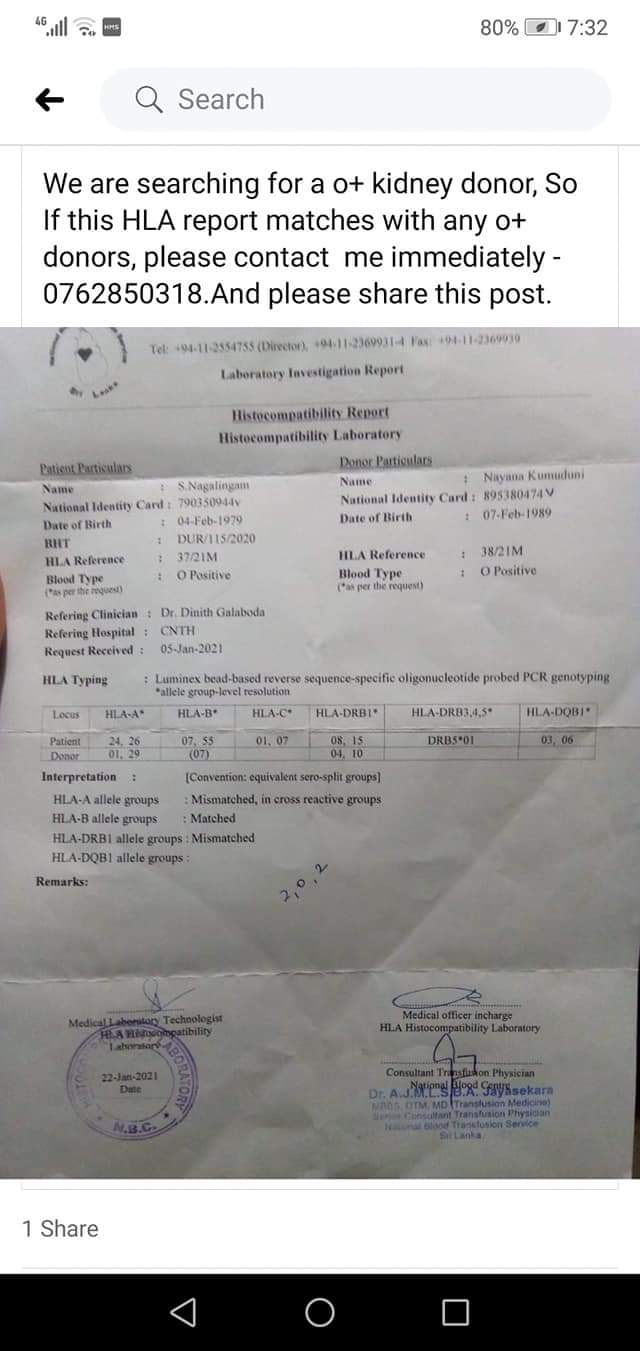 4G HMS 80% 7:32
Search
We are searching for a o+ kidney donor, So
If this HLA report matches with any o+
donors, please contact me immediately -
0762850318.And please share this post.
Tel: +94-11-2554755 (Director), +94-11-2369931-4 Fax: +94-11-2369939
Sri Lanka
Laboratory Investigation Report
Histocompatibility Report
Histocompatibility Laboratory
Patient Particulars
Name : S.Nagalingam
National Identity Card : 790350944v
Date of Birth : 04-Feb-1979
BHT : DUR/115/2020
HLA Reference : 37/21M
Blood Type : O Positive
(*as per the request)
Donor Particulars
Name : Nayana Kumuduni
National Identity Card : 895380474V
Date of Birth : 07-Feb-1989
HLA Reference : 38/21M
Blood Type : O Positive
(*as per the request)
Refering Clinician : Dr. Dinith Galaboda
Refering Hospital : CNTH
Request Received : 05-Jan-2021
HLA Typing : Luminex bead-based reverse sequence-specific oligonucleotide probed PCR genotyping
*allele group-level resolution
Locus HLA-A* HLA-B* HLA-C* HLA-DRB1* HLA-DRB3,4,5* HLA-DQB1*
Patient 24, 26 07, 55 01, 07 08, 15 DRB5*01 03, 06
Donor 01, 29 (07) 04, 10
Interpretation : [Convention: equivalent sero-split groups]
HLA-A allele groups : Mismatched, in cross reactive groups
HLA-B allele groups : Matched
HLA-DRB1 allele groups : Mismatched
HLA-DQB1 allele groups :
Remarks:
2,0,2
Medical Laboratory Technologist
HLA Histocompatibility
Laboratory
22-Jan-2021
Date
LABORATORY
N.B.C.
Medical officer incharge
HLA Histocompatibility Laboratory
Consultant Transfusion Physician
National Blood Centre
Dr. A.J.M.L.S.B.A. Jayasekara
MBBS, DTM, MD (Transfusion Medicine)
Senior Consultant Transfusion Physician
National Blood Transfusion Service
Sri Lanka
1 Share